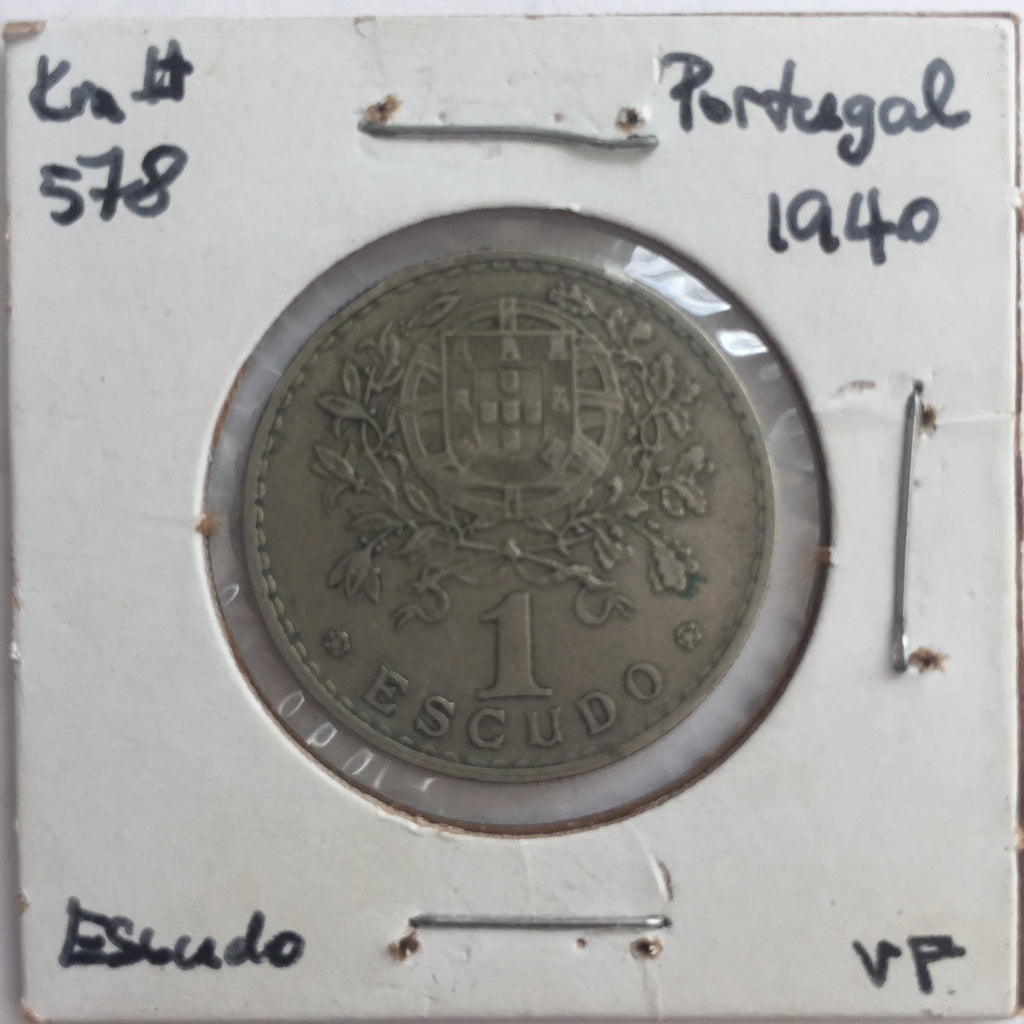 Km #
578
Portugal
1940
1
ESCUDO
Escudo
VF